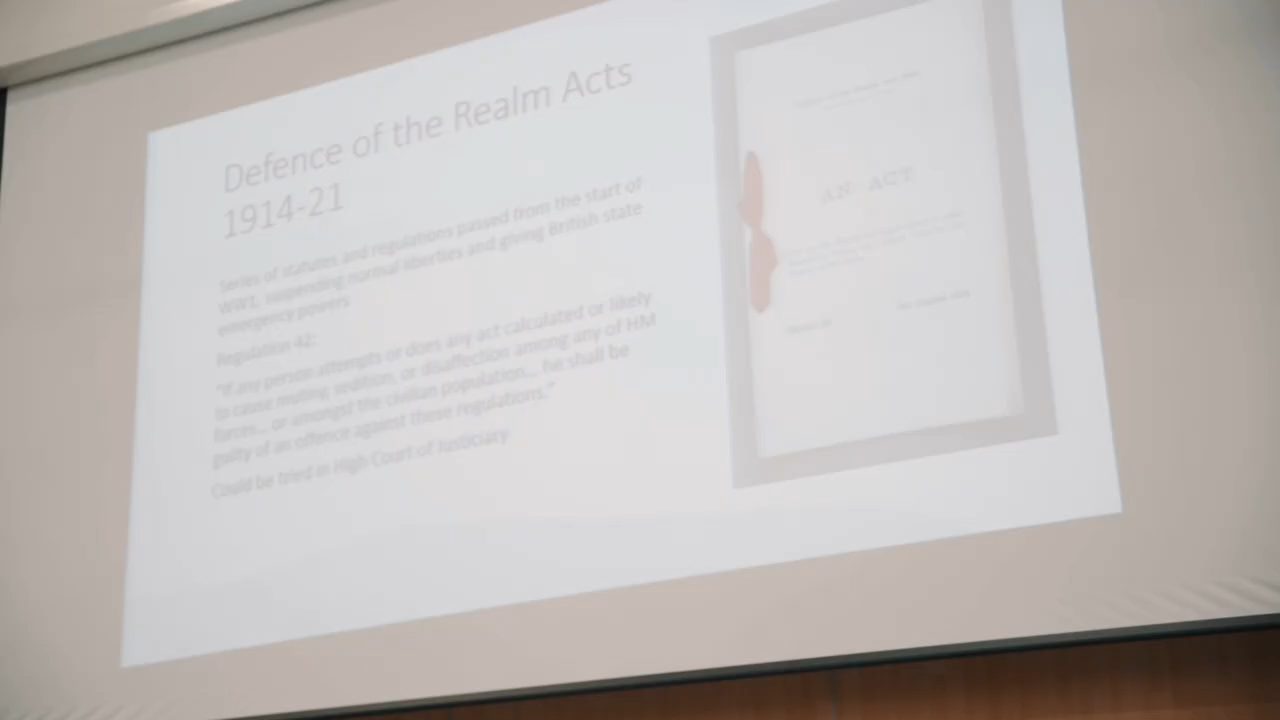 Defence of the Realm Acts
1914-21
Series of statutes and regulations passed from the start of
WW1, suspending normal liberties and giving British state
emergency powers
Regulation 42:
"If any person attempts or does any act calculated or likely
to cause mutiny, sedition, or disaffection among any of HM
forces... or amongst the civilian population... he shall be
guilty of an offence against these regulations."
Could be tried in High Court of Justiciary
AN ACT